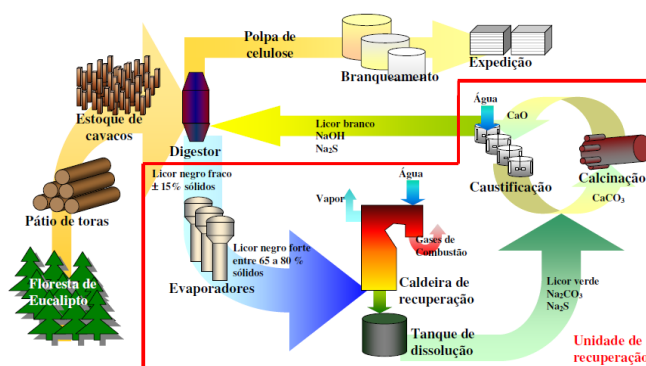 Polpa de
celulose
Branqueamento
Expedição
Estoque de
cavacos
Digestor
Licor branco
NaOH
Na₂S
Água
CaO
Caustificação
Calcinação
CaCO₃
Pátio de toras
Licor negro fraco
± 15% sólidos
Floresta de
Eucalipto
Evaporadores
Licor negro forte
entre 65 a 80 %
sólidos
Vapor
Água
Gases de
Combustão
Caldeira de
recuperação
Tanque de
dissolução
Licor verde
Na₂CO₃
Na₂S
Unidade de
recuperação